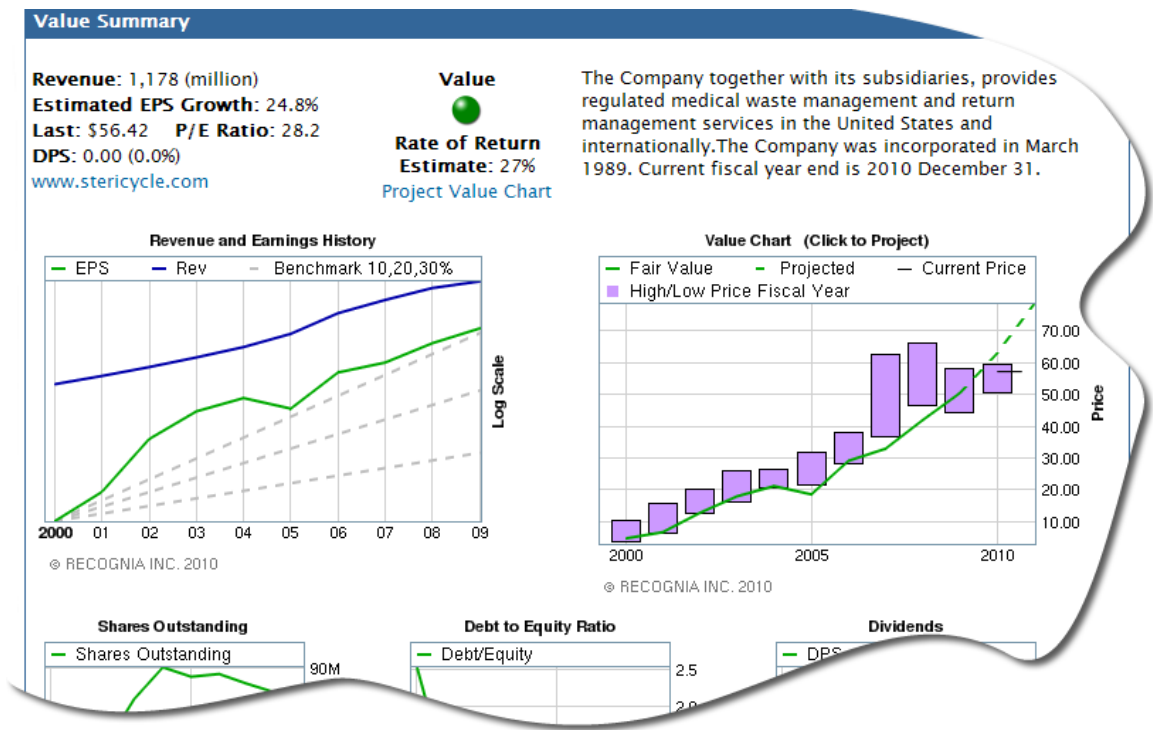 Value Summary
Revenue: 1,178 (million)
Estimated EPS Growth: 24.8%
Last: $56.42 P/E Ratio: 28.2
DPS: 0.00 (0.0%)
www.stericycle.com
Value
Rate of Return
Estimate: 27%
Project Value Chart
The Company together with its subsidiaries, provides
regulated medical waste management and return
management services in the United States and
internationally.The Company was incorporated in March
1989. Current fiscal year end is 2010 December 31.
Revenue and Earnings History
EPS Rev Benchmark 10,20,30%
Log Scale
2000 01 02 03 04 05 06 07 08 09
© RECOGNIA INC. 2010
Value Chart (Click to Project)
Fair Value Projected Current Price
High/Low Price Fiscal Year
70.00
60.00
50.00
40.00
30.00
20.00
10.00
Price
2000 2005 2010
© RECOGNIA INC. 2010
Shares Outstanding
Shares Outstanding
90M
Debt to Equity Ratio
Debt/Equity
2.5
Dividends
DPS